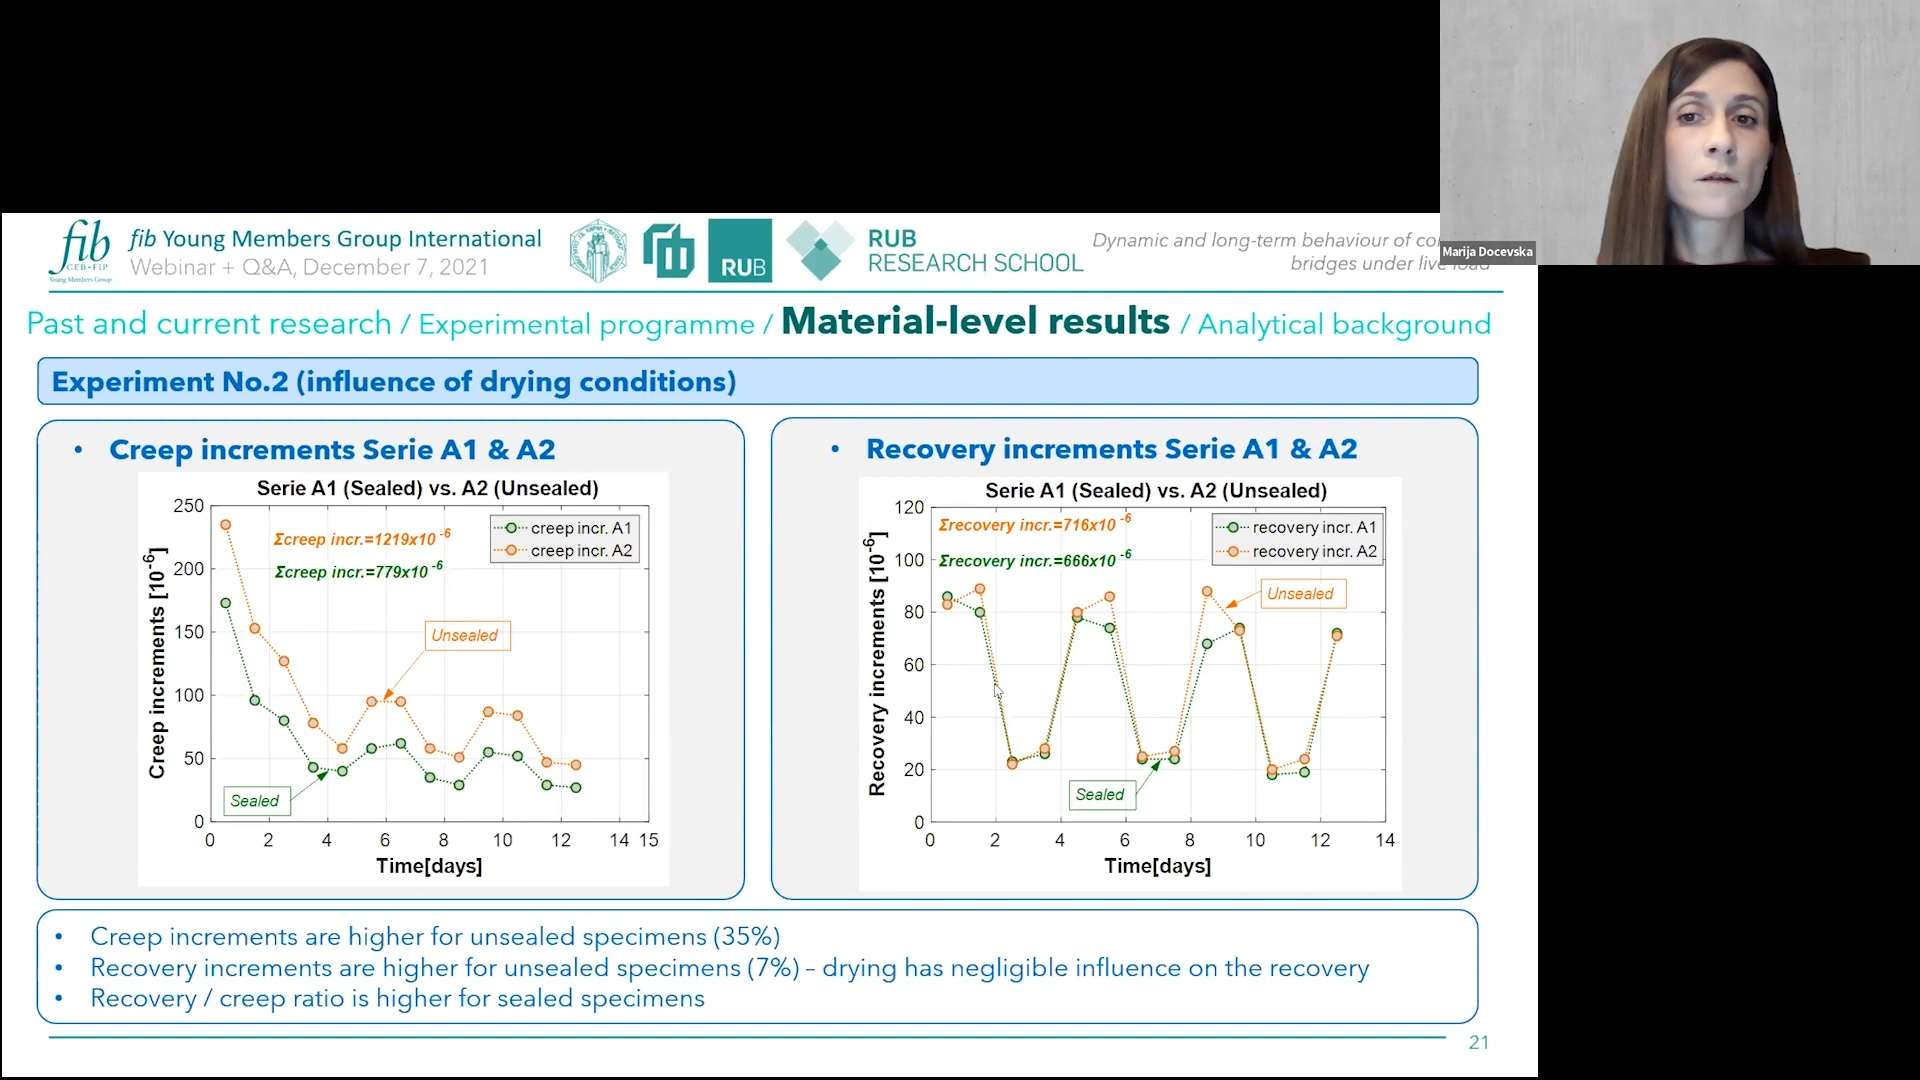 Marija Docevska
fib
CEB-FIP
Young Members Group
fib Young Members Group International
Webinar + Q&A, December 7, 2021
RUB
RUB
RESEARCH SCHOOL
Dynamic and long-term behaviour of
bridges under live load
Past and current research / Experimental programme / Material-level results / Analytical background
Experiment No.2 (influence of drying conditions)
• Creep increments Serie A1 & A2
Serie A1 (Sealed) vs. A2 (Unsealed)
Creep increments [10-6]
250
200
150
100
50
0
Σcreep incr.=1219x10-6
Σcreep incr.=779x10-6
creep incr. A1
creep incr. A2
Unsealed
Sealed
0 2 4 6 8 10 12 14 15
Time[days]
• Recovery increments Serie A1 & A2
Serie A1 (Sealed) vs. A2 (Unsealed)
Recovery increments [10-6]
120
100
80
60
40
20
0
Σrecovery incr.=716x10-6
Σrecovery incr.=666x10-6
recovery incr. A1
recovery incr. A2
Unsealed
Sealed
0 2 4 6 8 10 12 14
Time[days]
• Creep increments are higher for unsealed specimens (35%)
• Recovery increments are higher for unsealed specimens (7%) – drying has negligible influence on the recovery
• Recovery / creep ratio is higher for sealed specimens
21